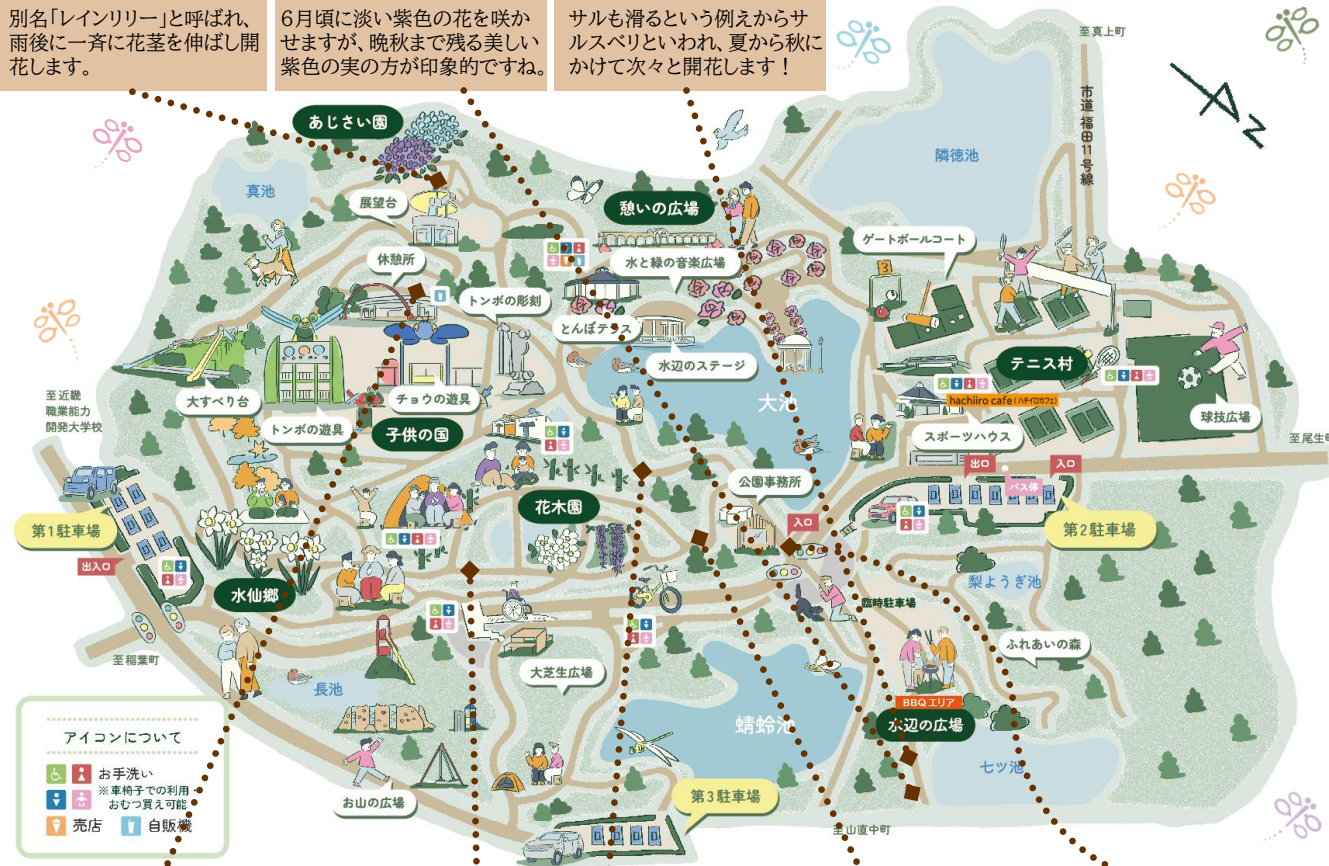 別名「レインリリー」と呼ばれ、
雨後に一斉に花茎を伸ばし開
花します。
６月頃に淡い紫色の花を咲か
せますが、晩秋まで残る美しい
紫色の実の方が印象的ですね。
サルも滑るという例えからサ
ルスベリといわれ、夏から秋に
かけて次々と開花します！
至真上町
N
市道 福田11号線
あじさい園
真池
展望台
憩いの広場
隣徳池
休憩所
水と緑の音楽広場
ゲートボールコート
3
トンボの彫刻
とんぼテラス
水辺のステージ
テニス村
大池
hachiiro cafe（ハチイロカフェ）
スポーツハウス
球技広場
至近畿
職業能力
開発大学校
大すべり台
トンボの遊具
チョウの遊具
子供の国
至尾生町
出口
入口
バス停
公園事務所
花木園
入口
第1駐車場
第2駐車場
出入口
水仙郷
梨ようぎ池
臨時駐車場
ふれあいの森
至稲葉町
大芝生広場
長池
BBQ エリア
蜻蛉池
水辺の広場
七ツ池
アイコンについて
お手洗い
※車椅子での利用
おむつ買え可能
売店
自販機
お山の広場
第3駐車場
至山直中町